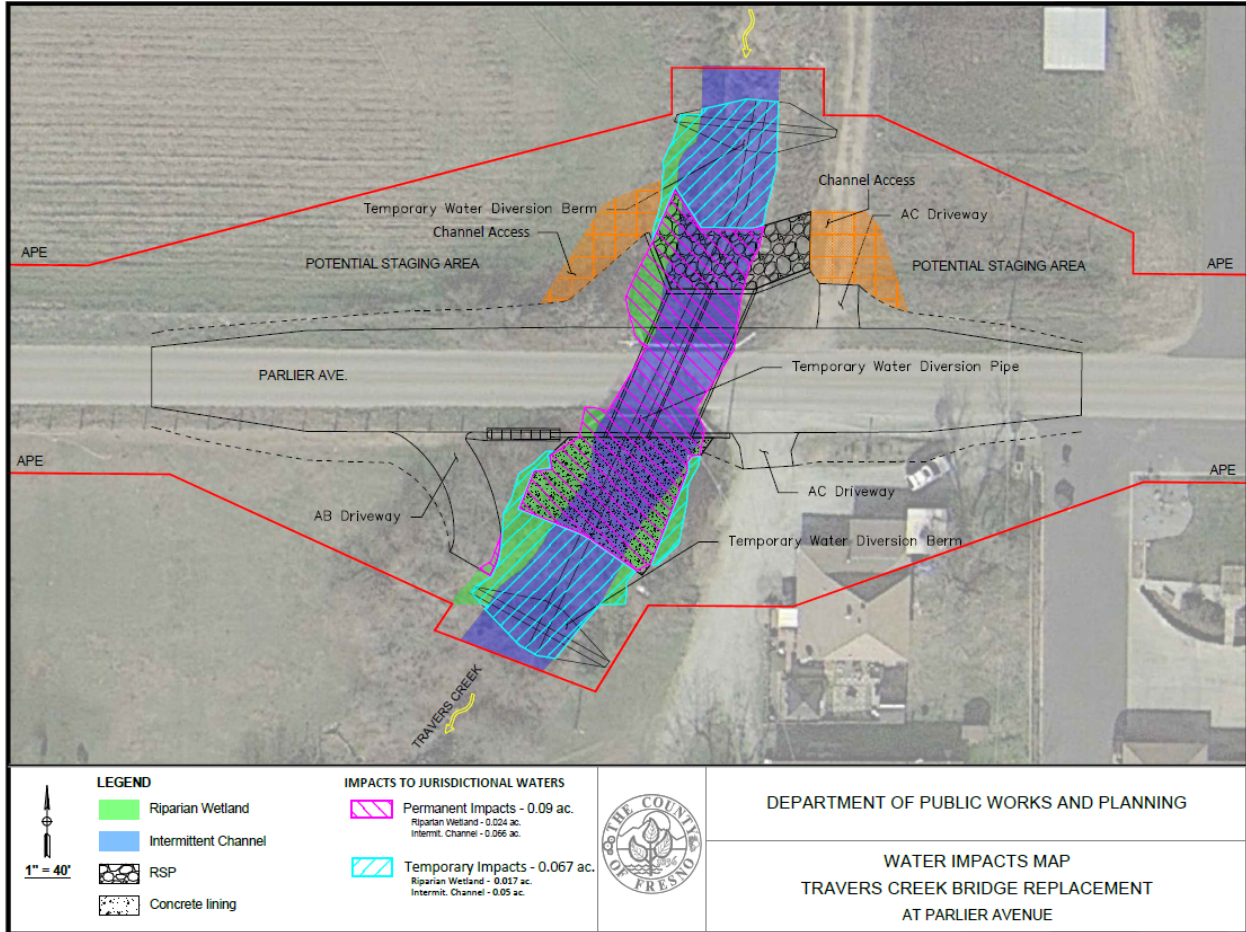 Channel Access
Temporary Water Diversion Berm
AC Driveway
Channel Access
APE
POTENTIAL STAGING AREA
POTENTIAL STAGING AREA
APE
PARLIER AVE.
Temporary Water Diversion Pipe
APE
APE
AC Driveway
AB Driveway
Temporary Water Diversion Berm
TRAVERS CREEK
1" = 40'
LEGEND
Riparian Wetland
Intermittent Channel
RSP
Concrete lining
IMPACTS TO JURISDICTIONAL WATERS
Permanent Impacts - 0.09 ac.
Riparian Wetland - 0.024 ac.
Intermit. Channel - 0.066 ac.
Temporary Impacts - 0.067 ac.
Riparian Wetland - 0.017 ac.
Intermit. Channel - 0.05 ac.
THE COUNTY
OF FRESNO
1856
DEPARTMENT OF PUBLIC WORKS AND PLANNING
WATER IMPACTS MAP
TRAVERS CREEK BRIDGE REPLACEMENT
AT PARLIER AVENUE